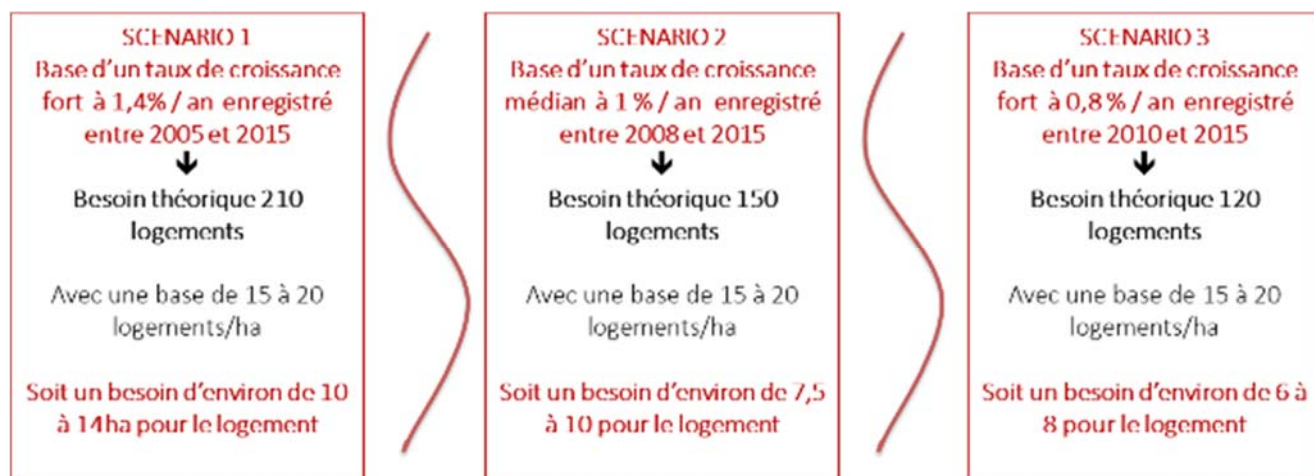 SCENARIO 1
Base d'un taux de croissance
fort à 1,4% / an enregistré
entre 2005 et 2015
Besoin théorique 210
logements
Avec une base de 15 à 20
logements/ha
Soit un besoin d'environ de 10
à 14ha pour le logement
SCENARIO 2
Base d'un taux de croissance
médian à 1 % / an enregistré
entre 2008 et 2015
Besoin théorique 150
logements
Avec une base de 15 à 20
logements/ha
Soit un besoin d'environ de 7,5
à 10 pour le logement
SCENARIO 3
Base d'un taux de croissance
fort à 0,8 % / an enregistré
entre 2010 et 2015
Besoin théorique 120
logements
Avec une base de 15 à 20
logements/ha
Soit un besoin d'environ de 6 à
8 pour le logement